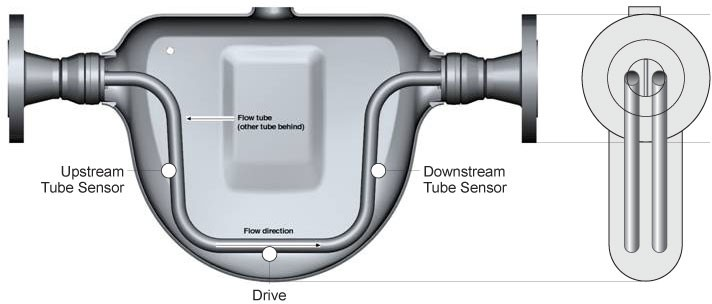 Flow tube
(other tube behind)
Upstream
Tube Sensor
Downstream
Tube Sensor
Flow direction
Drive